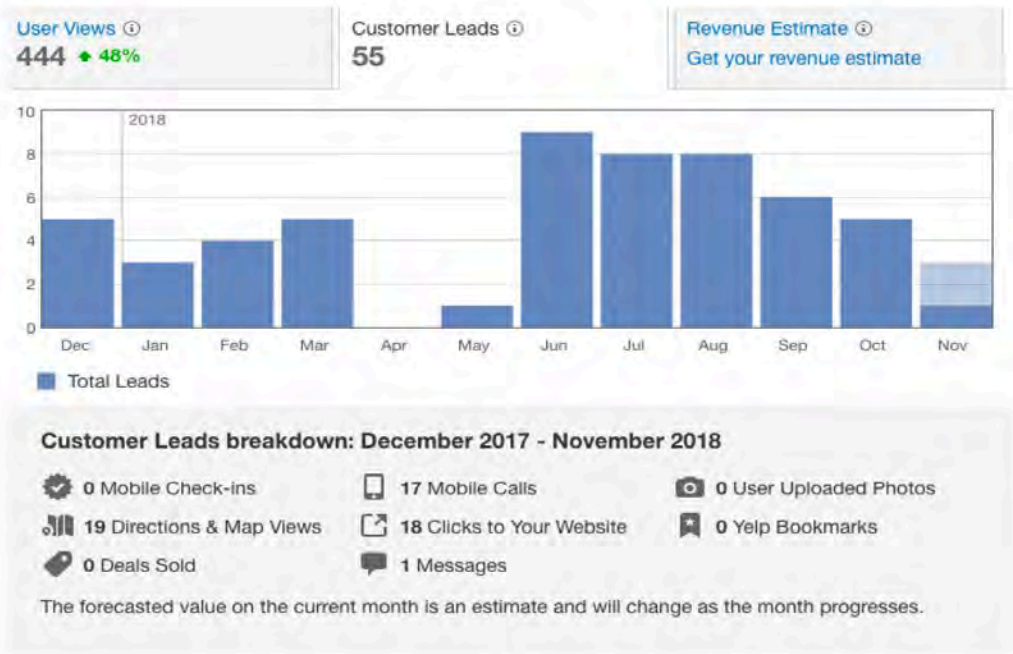 User Views
444 48%
Customer Leads
55
Revenue Estimate
Get your revenue estimate
10
2018
8
6
4
2
0
Dec Jan Feb Mar Apr May Jun Jul Aug Sep Oct Nov
Total Leads
Customer Leads breakdown: December 2017 - November 2018
0 Mobile Check-ins 17 Mobile Calls 0 User Uploaded Photos
19 Directions & Map Views 18 Clicks to Your Website 0 Yelp Bookmarks
0 Deals Sold 1 Messages
The forecasted value on the current month is an estimate and will change as the month progresses.